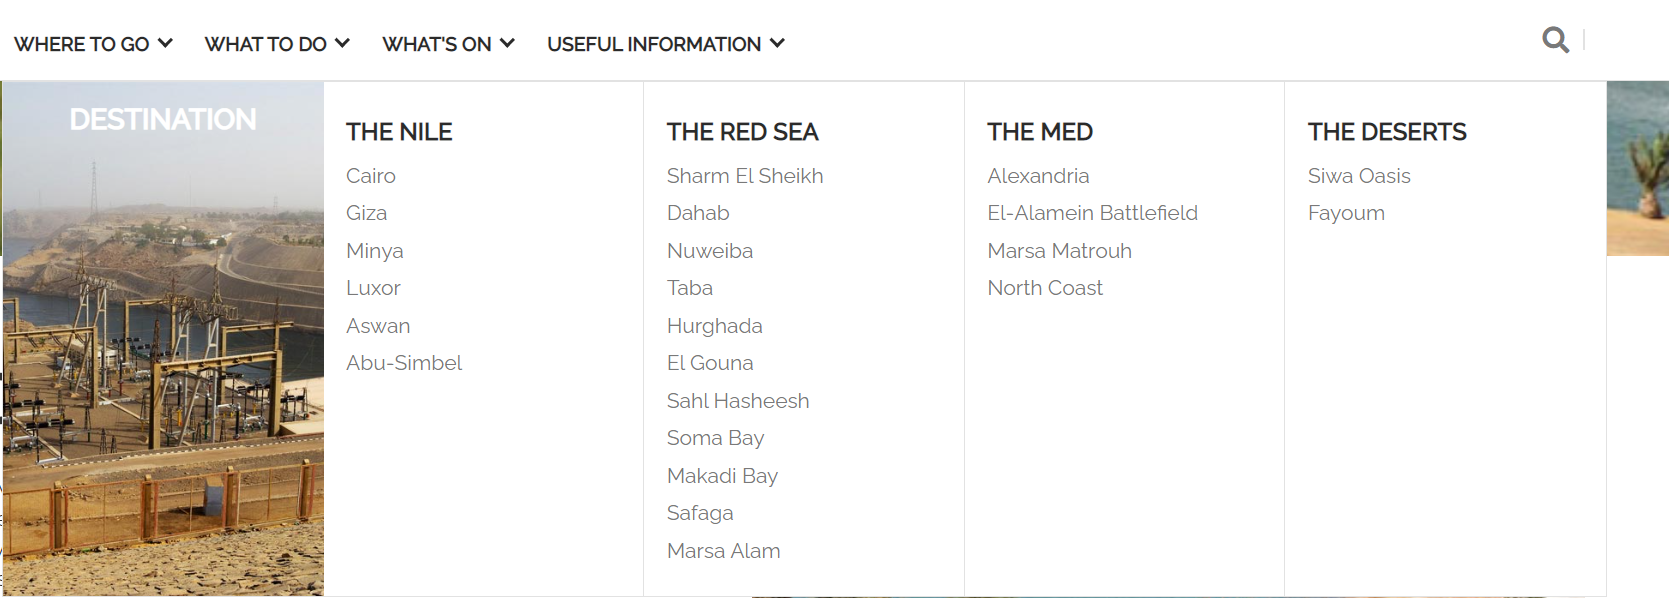 WHERE TO GO
WHAT TO DO
WHAT'S ON
USEFUL INFORMATION
DESTINATION
THE NILE
Cairo
Giza
Minya
Luxor
Aswan
Abu-Simbel
THE RED SEA
Sharm El Sheikh
Dahab
Nuweiba
Taba
Hurghada
El Gouna
Sahl Hasheesh
Soma Bay
Makadi Bay
Safaga
Marsa Alam
THE MED
Alexandria
El-Alamein Battlefield
Marsa Matrouh
North Coast
THE DESERTS
Siwa Oasis
Fayoum